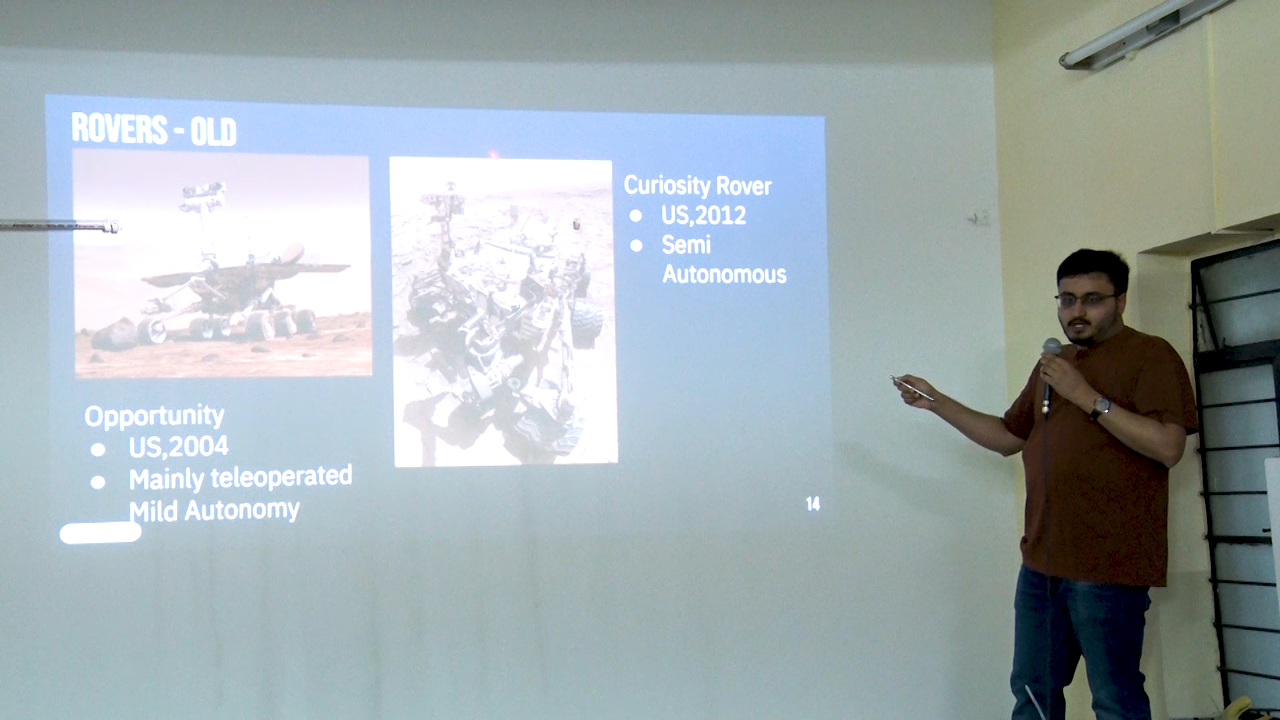 ROVERS - OLD
Opportunity
● US,2004
● Mainly teleoperated
Mild Autonomy
Curiosity Rover
● US,2012
● Semi
Autonomous
14